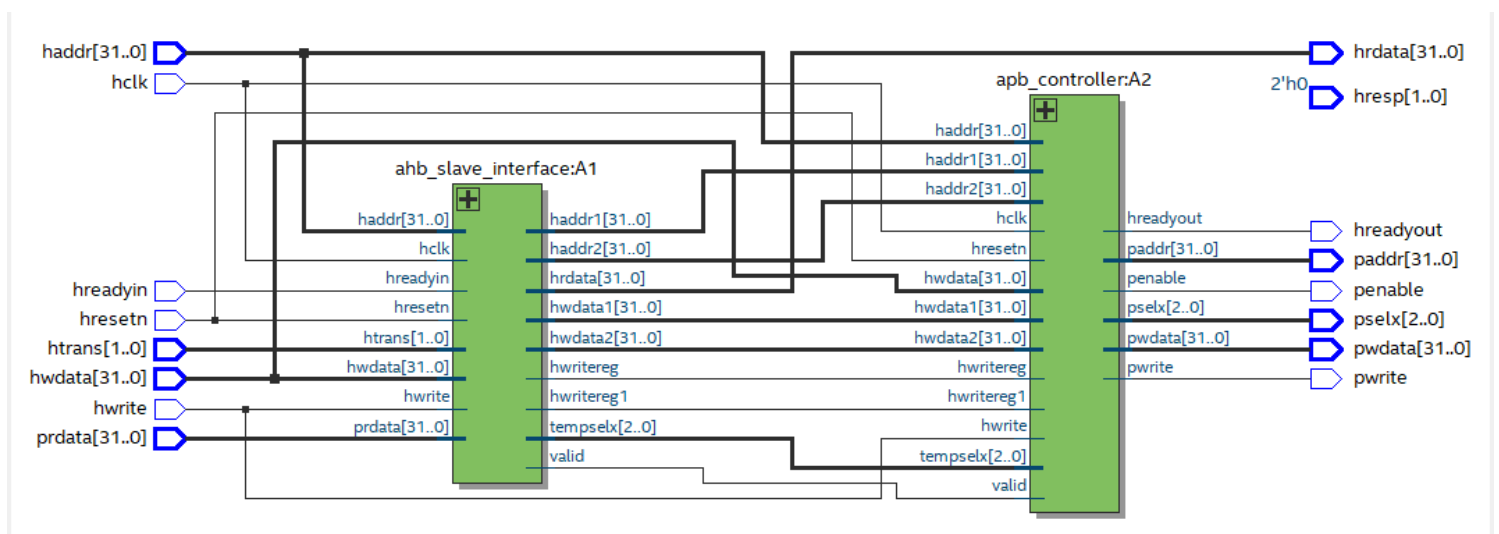 haddr[31..0]
hclk
hreadyin
hresetn
htrans[1..0]
hwdata[31..0]
hwrite
prdata[31..0]
ahb_slave_interface:A1
haddr[31..0]
hclk
hreadyin
hresetn
htrans[1..0]
hwdata[31..0]
hwrite
prdata[31..0]
haddr1[31..0]
haddr2[31..0]
hrdata[31..0]
hwdata1[31..0]
hwdata2[31..0]
hwritereg
hwritereg1
tempselx[2..0]
valid
apb_controller:A2
haddr[31..0]
haddr1[31..0]
haddr2[31..0]
hclk
hresetn
hwdata[31..0]
hwdata1[31..0]
hwdata2[31..0]
hwritereg
hwritereg1
hwrite
tempselx[2..0]
valid
hreadyout
paddr[31..0]
penable
pselx[2..0]
pwdata[31..0]
pwrite
hrdata[31..0]
2'h0
hresp[1..0]
hreadyout
paddr[31..0]
penable
pselx[2..0]
pwdata[31..0]
pwrite